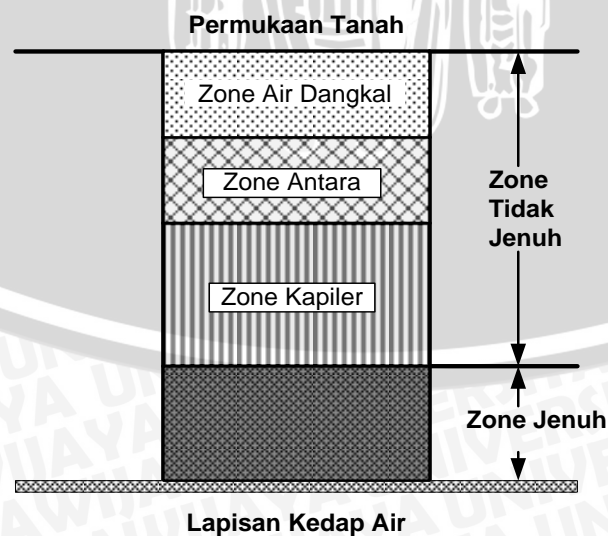 Permukaan Tanah
Zone Air Dangkal
Zone Antara
Zone
Tidak
Jenuh
Zone Kapiler
Zone Jenuh
Lapisan Kedap Air